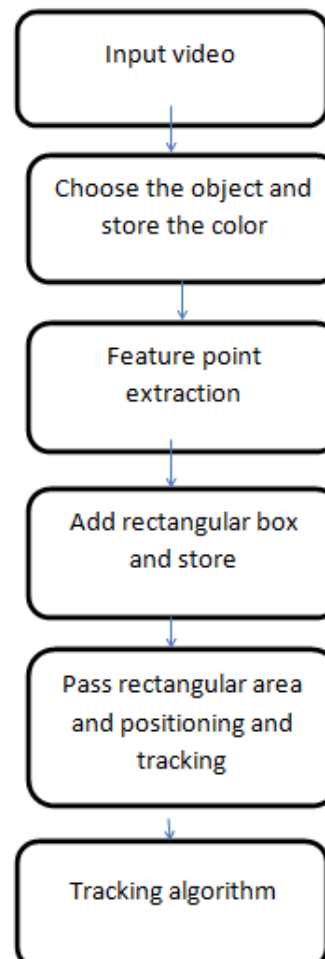 Input video
Choose the object and
store the color
Feature point
extraction
Add rectangular box
and store
Pass rectangular area
and positioning and
tracking
Tracking algorithm